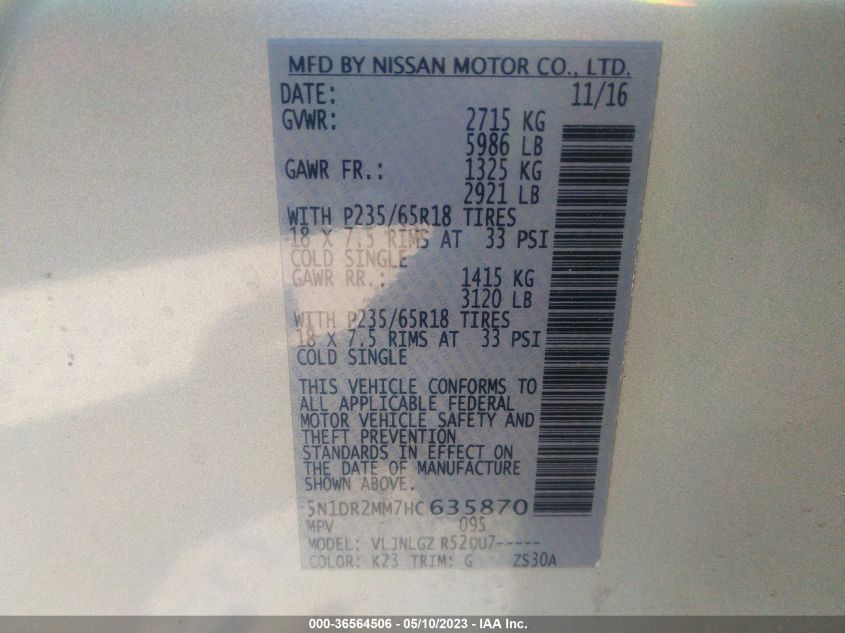 MFD BY NISSAN MOTOR CO., LTD.
DATE: 11/16
GVWR: 2715 KG
5986 LB
GAWR FR.: 1325 KG
2921 LB
WITH P235/65R18 TIRES
18 X 7.5 RIMS AT 33 PSI
COLD SINGLE
GAWR RR.: 1415 KG
3120 LB
WITH P235/65R18 TIRES
18 X 7.5 RIMS AT 33 PSI
COLD SINGLE
THIS VEHICLE CONFORMS TO
ALL APPLICABLE FEDERAL
MOTOR VEHICLE SAFETY AND
THEFT PREVENTION
STANDARDS IN EFFECT ON
THE DATE OF MANUFACTURE
SHOWN ABOVE.
5N1DR2MM7HC635870
MPV 095
MODEL: VLJNLGZ R52DU7-----
COLOR: K23 TRIM: G ZS30A
000-36564506 - 05/10/2023 - IAA Inc.